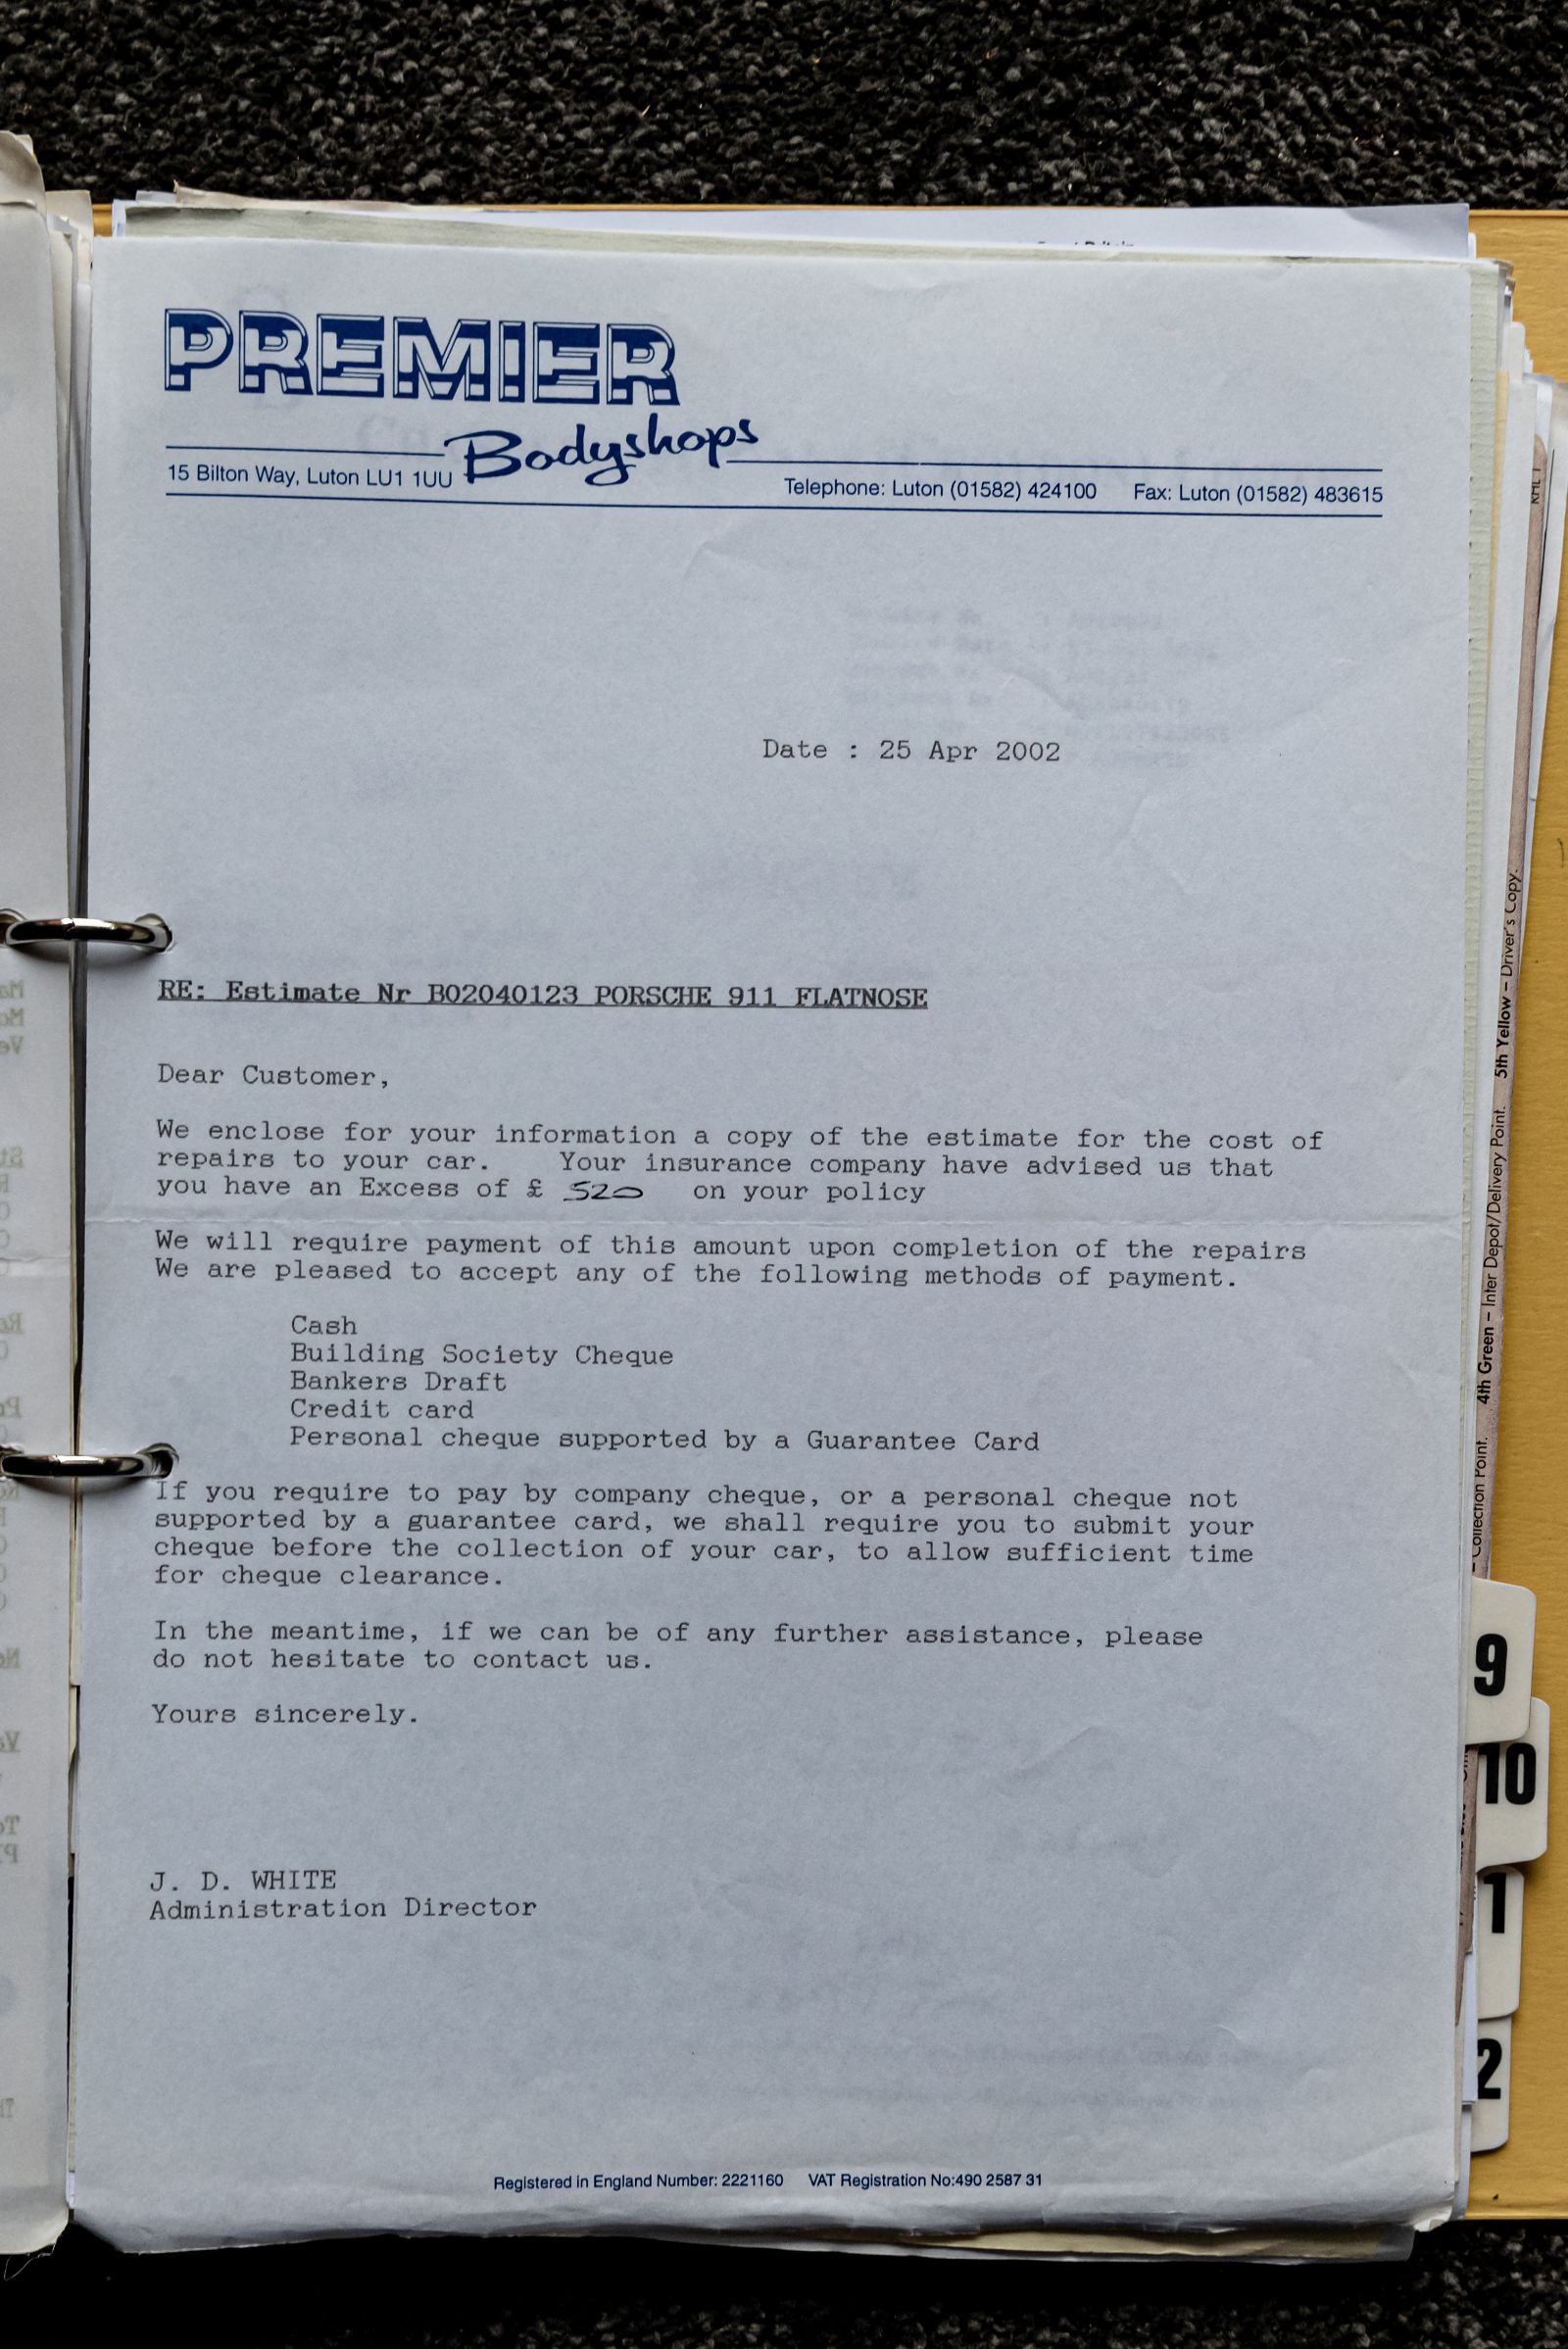 PREMIER
Bodyshops
15 Bilton Way, Luton LU1 1UU
Telephone: Luton (01582) 424100 Fax: Luton (01582) 483615
Date : 25 Apr 2002
RE: Estimate Nr B02040123 PORSCHE 911 FLATNOSE
Dear Customer,
We enclose for your information a copy of the estimate for the cost of
repairs to your car. Your insurance company have advised us that
you have an Excess of £ 520 on your policy
We will require payment of this amount upon completion of the repairs
We are pleased to accept any of the following methods of payment.
Cash
Building Society Cheque
Bankers Draft
Credit card
Personal cheque supported by a Guarantee Card
If you require to pay by company cheque, or a personal cheque not
supported by a guarantee card, we shall require you to submit your
cheque before the collection of your car, to allow sufficient time
for cheque clearance.
In the meantime, if we can be of any further assistance, please
do not hesitate to contact us.
Yours sincerely.
J. D. WHITE
Administration Director
Registered in England Number: 2221160 VAT Registration No:490 2587 31
Collection Point. 4th Green – Inter Depot/Delivery Point. 5th Yellow – Driver's Copy.
9
10
1
2